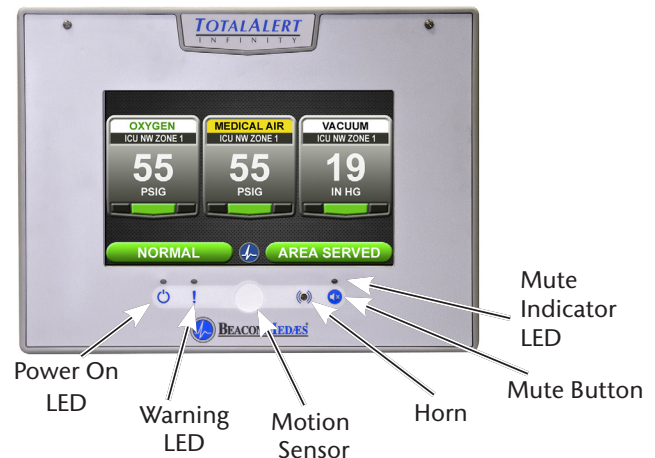 TOTALALERT
INFINITY
OXYGEN
ICU NW ZONE 1
55
PSIG
MEDICAL AIR
ICU NW ZONE 1
55
PSIG
VACUUM
ICU NW ZONE 1
19
IN HG
NORMAL
AREA SERVED
BEACON MEDÆS
Mute
Indicator
LED
Power On
LED
Warning
LED
Motion
Sensor
Horn
Mute Button